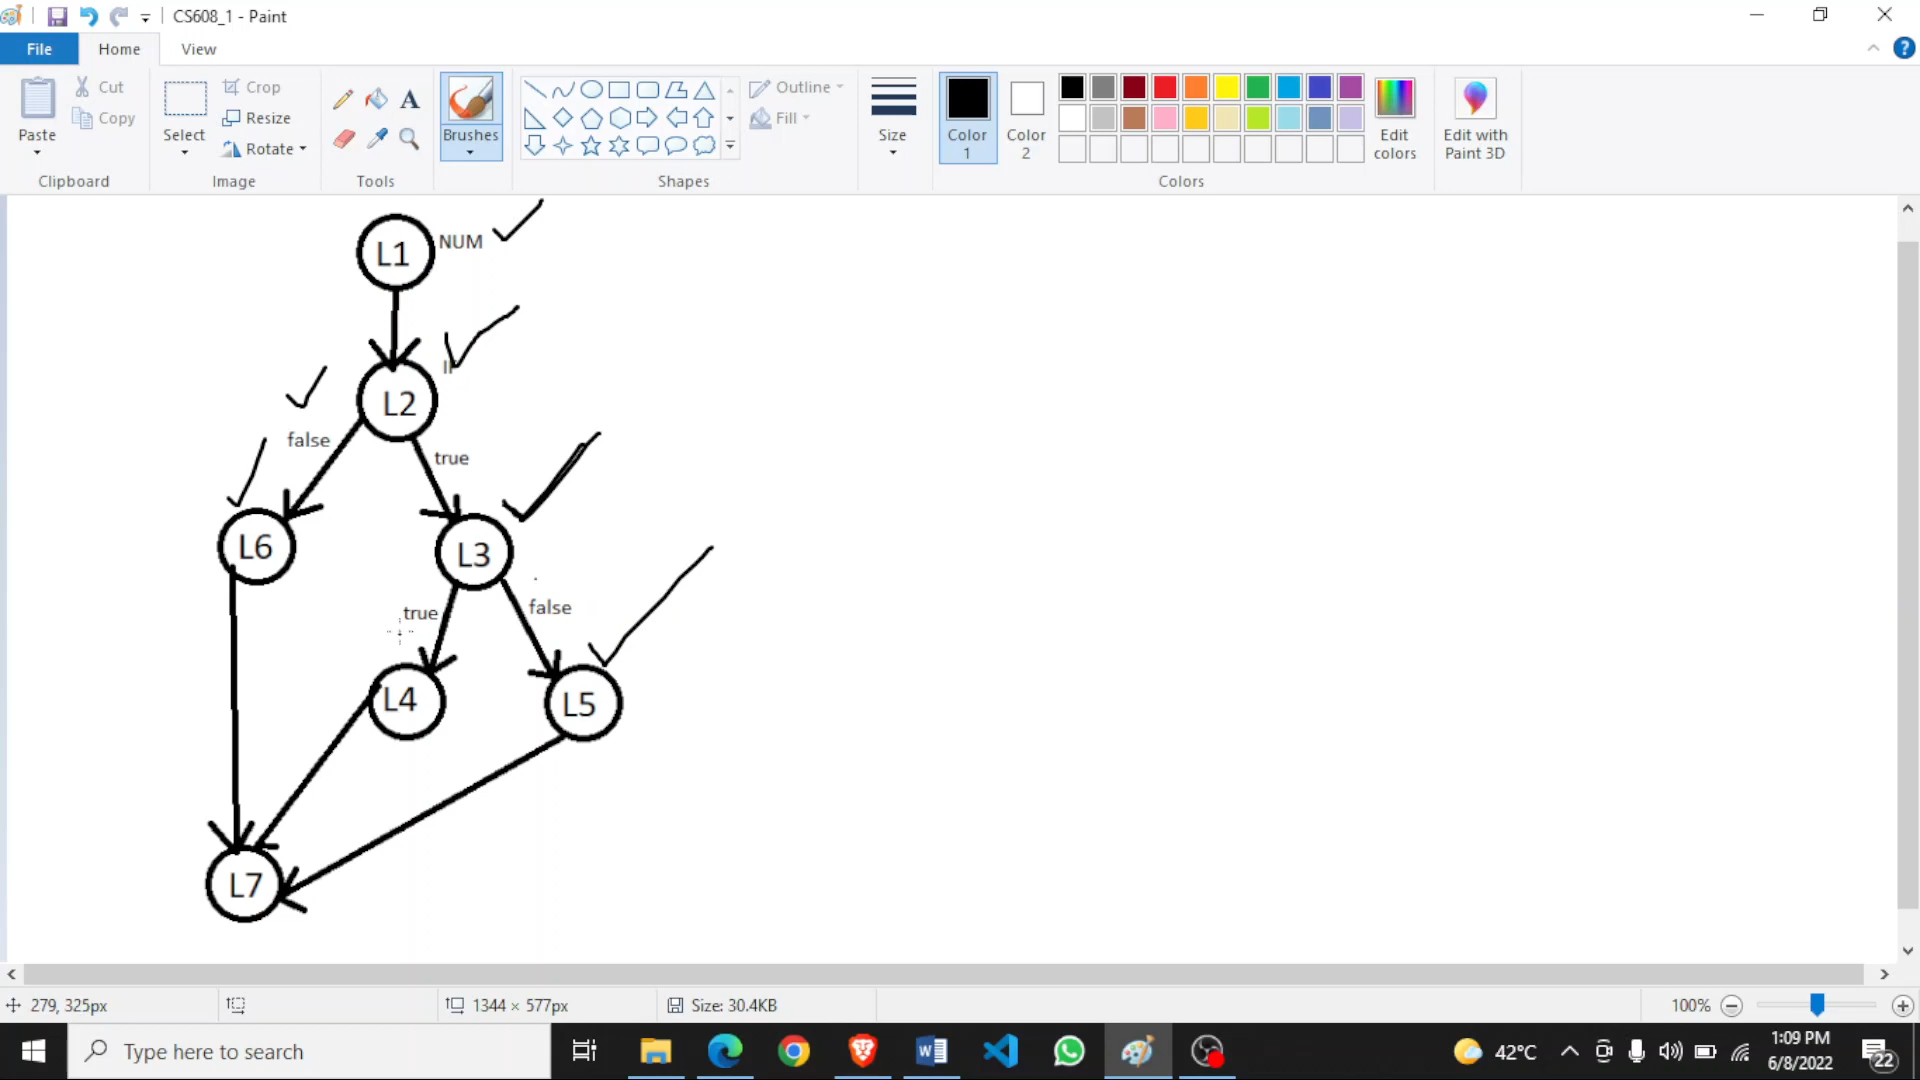 CS608_1 - Paint
File Home View
Paste Cut Copy Clipboard
Select Crop Resize Rotate Image
Tools
Brushes
Shapes
Outline
Fill
Size
Color 1
Color 2
Colors
Edit colors
Edit with Paint 3D
L1 NUM
L2
false true
L6 L3
true false
L4 L5
L7
279, 325px 1344 × 577px Size: 30.4KB 100%
Type here to search 42°C 1:09 PM 6/8/2022 22